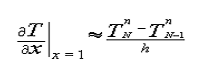 ∂T/∂x |x = 1 ≈ (T_N^n − T_{N−1}^n)/h